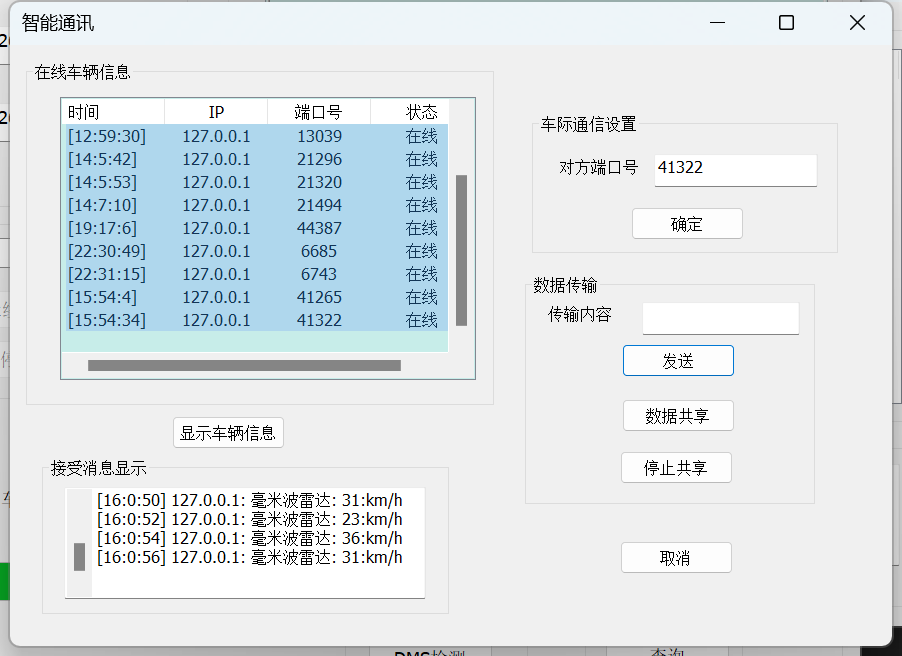 智能通讯
在线车辆信息
时间 IP 端口号 状态
[12:59:30] 127.0.0.1 13039 在线
[14:5:42] 127.0.0.1 21296 在线
[14:5:53] 127.0.0.1 21320 在线
[14:7:10] 127.0.0.1 21494 在线
[19:17:6] 127.0.0.1 44387 在线
[22:30:49] 127.0.0.1 6685 在线
[22:31:15] 127.0.0.1 6743 在线
[15:54:4] 127.0.0.1 41265 在线
[15:54:34] 127.0.0.1 41322 在线
显示车辆信息
接受消息显示
[16:0:50] 127.0.0.1: 毫米波雷达: 31:km/h
[16:0:52] 127.0.0.1: 毫米波雷达: 23:km/h
[16:0:54] 127.0.0.1: 毫米波雷达: 36:km/h
[16:0:56] 127.0.0.1: 毫米波雷达: 31:km/h
车际通信设置
对方端口号 41322
确定
数据传输
传输内容
发送
数据共享
停止共享
取消
DMS检测
查询